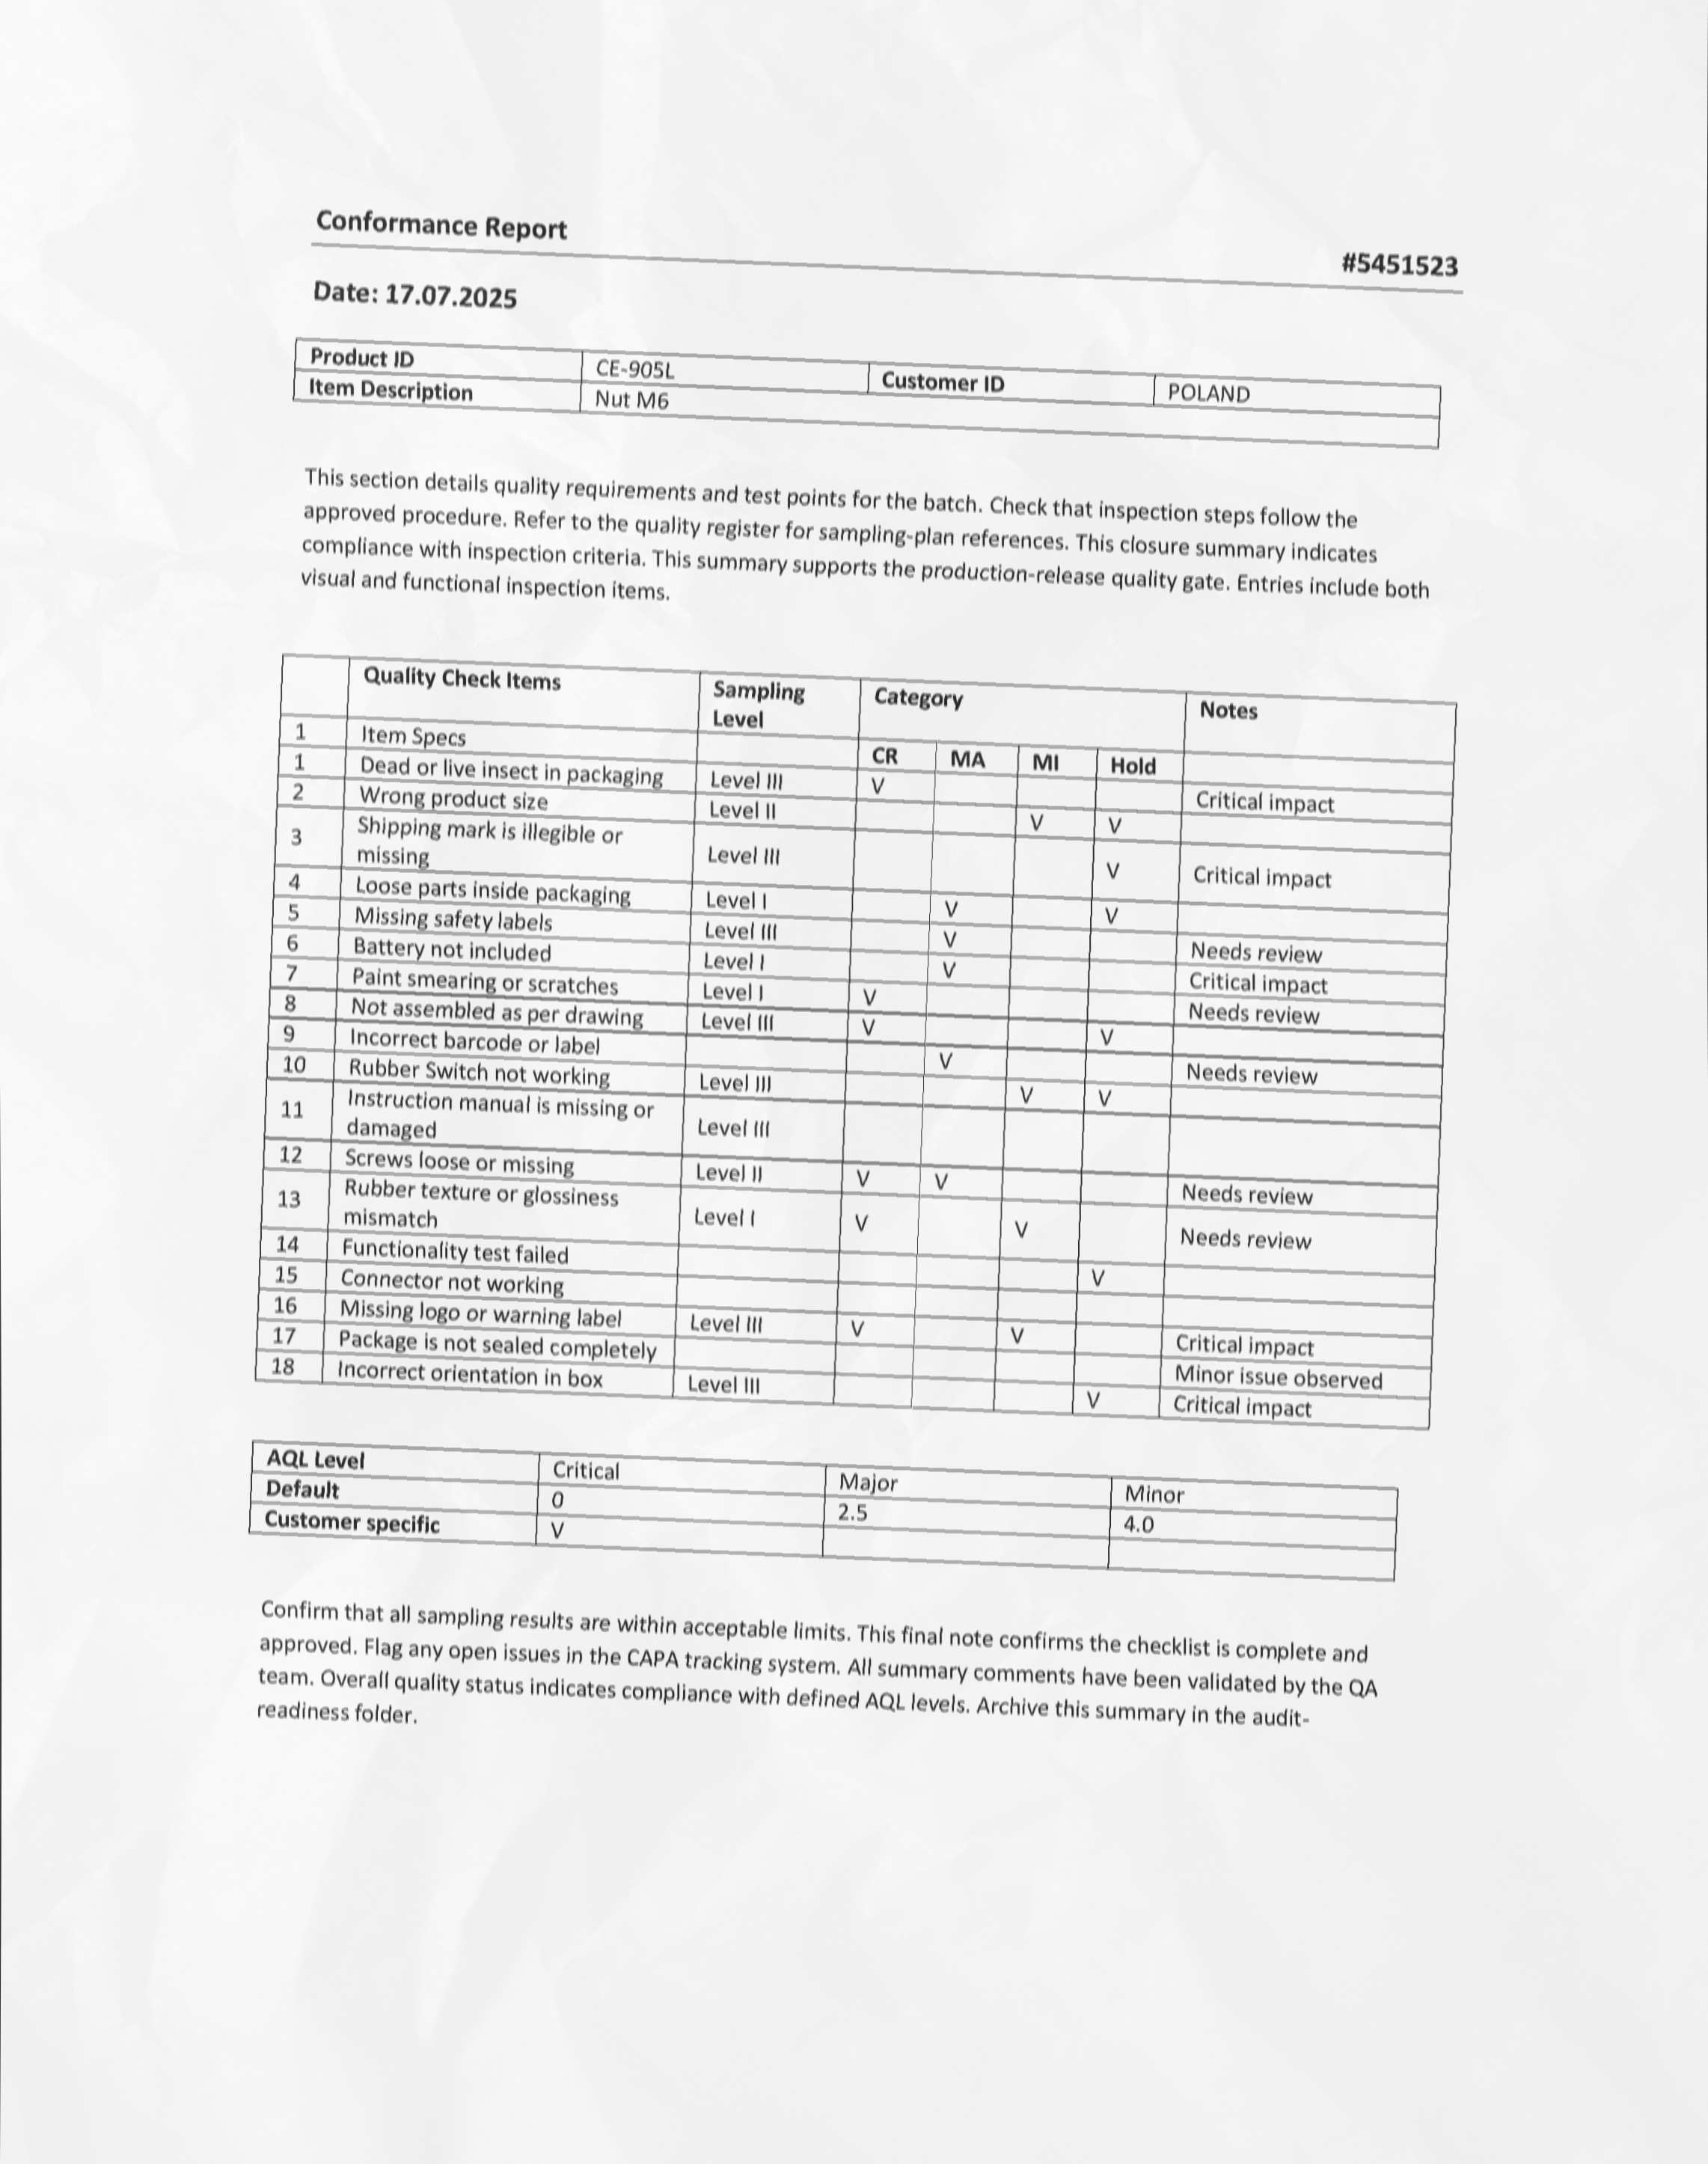 Conformance Report
#5451523
Date: 17.07.2025
Product ID CE-905L Customer ID POLAND
Item Description Nut M6
This section details quality requirements and test points for the batch. Check that inspection steps follow the
approved procedure. Refer to the quality register for sampling-plan references. This closure summary indicates
compliance with inspection criteria. This summary supports the production-release quality gate. Entries include both
visual and functional inspection items.
Quality Check Items Sampling Level Category Notes
1 Item Specs CR MA MI Hold
1 Dead or live insect in packaging Level III V Critical impact
2 Wrong product size Level II V V
3 Shipping mark is illegible or
missing Level III V Critical impact
4 Loose parts inside packaging Level I V V
5 Missing safety labels Level III V Needs review
6 Battery not included Level I V Critical impact
7 Paint smearing or scratches Level I V Needs review
8 Not assembled as per drawing Level III V V
9 Incorrect barcode or label V Needs review
10 Rubber Switch not working Level III V V
11 Instruction manual is missing or
damaged Level III
12 Screws loose or missing Level II V V Needs review
13 Rubber texture or glossiness
mismatch Level I V V Needs review
14 Functionality test failed V
15 Connector not working
16 Missing logo or warning label Level III V V Critical impact
17 Package is not sealed completely Minor issue observed
18 Incorrect orientation in box Level III V Critical impact
AQL Level Critical Major Minor
Default 0 2.5 4.0
Customer specific V
Confirm that all sampling results are within acceptable limits. This final note confirms the checklist is complete and
approved. Flag any open issues in the CAPA tracking system. All summary comments have been validated by the QA
team. Overall quality status indicates compliance with defined AQL levels. Archive this summary in the audit-
readiness folder.